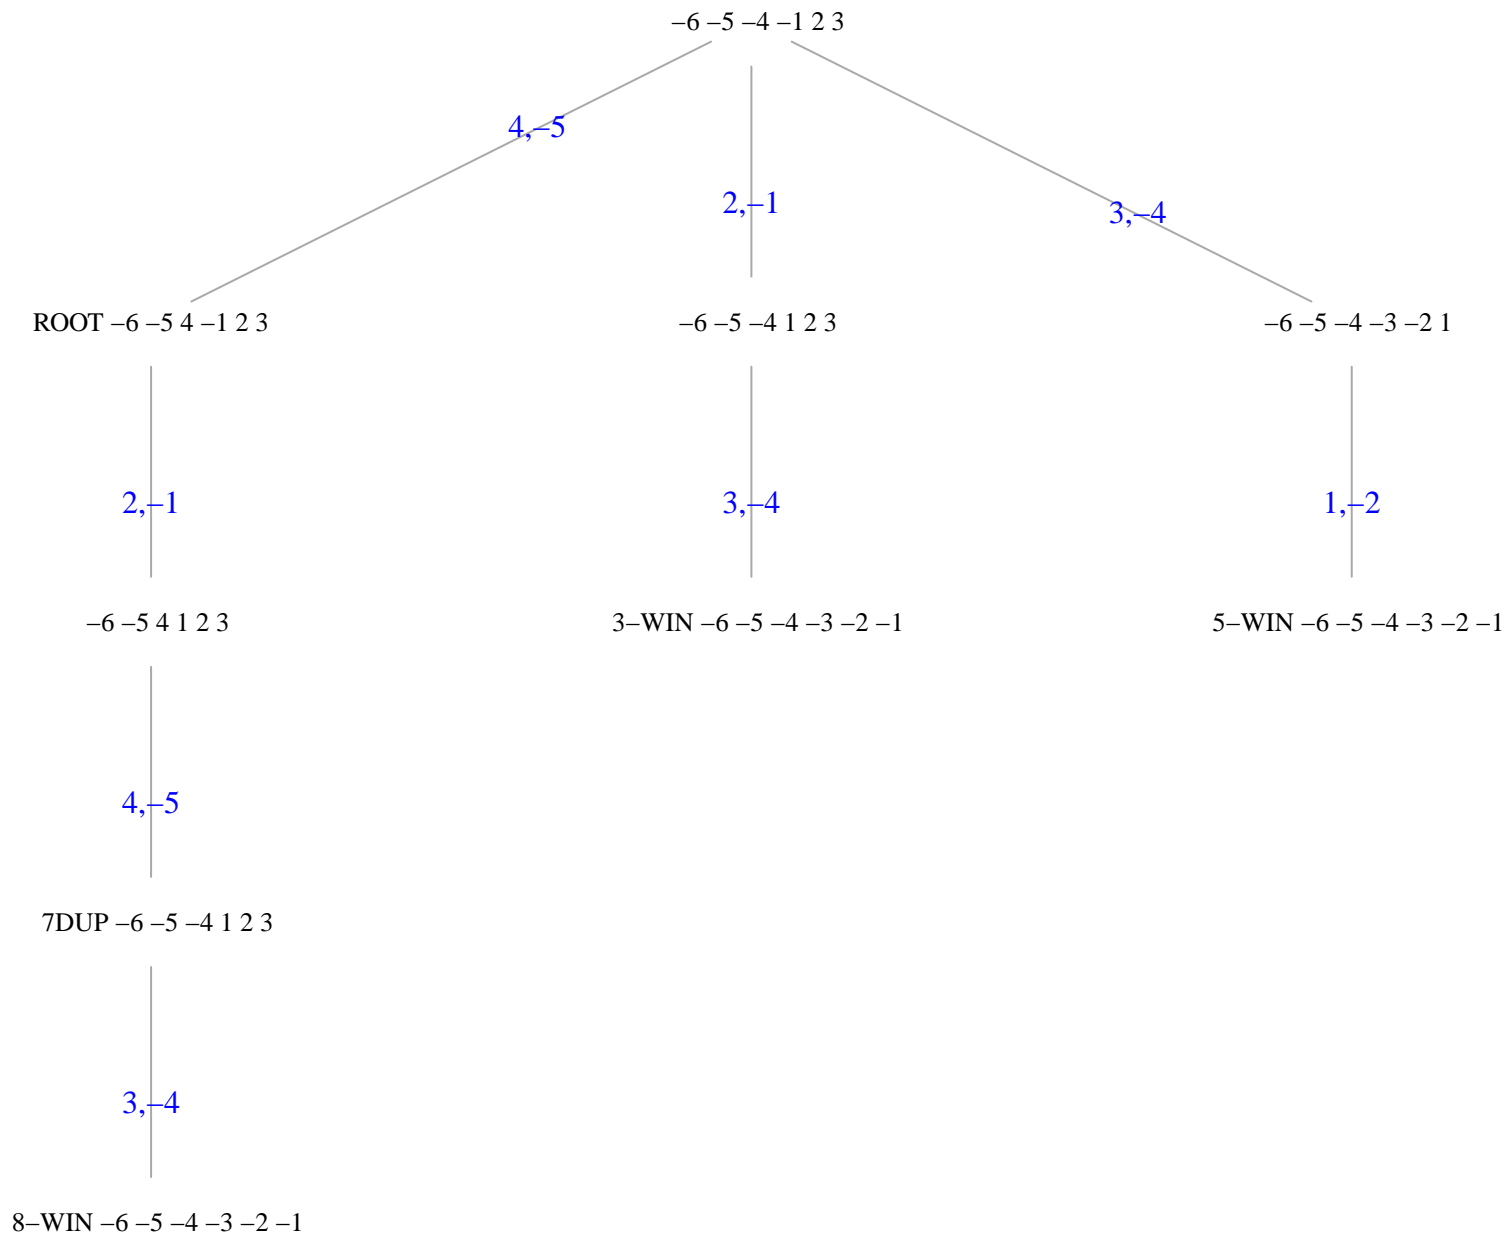 –6 –5 –4 –1 2 3
4,–5
2,–1
3,–4
ROOT –6 –5 4 –1 2 3
–6 –5 –4 1 2 3
–6 –5 –4 –3 –2 1
2,–1
3,–4
1,–2
–6 –5 4 1 2 3
3–WIN –6 –5 –4 –3 –2 –1
5–WIN –6 –5 –4 –3 –2 –1
4,–5
7DUP –6 –5 –4 1 2 3
3,–4
8–WIN –6 –5 –4 –3 –2 –1